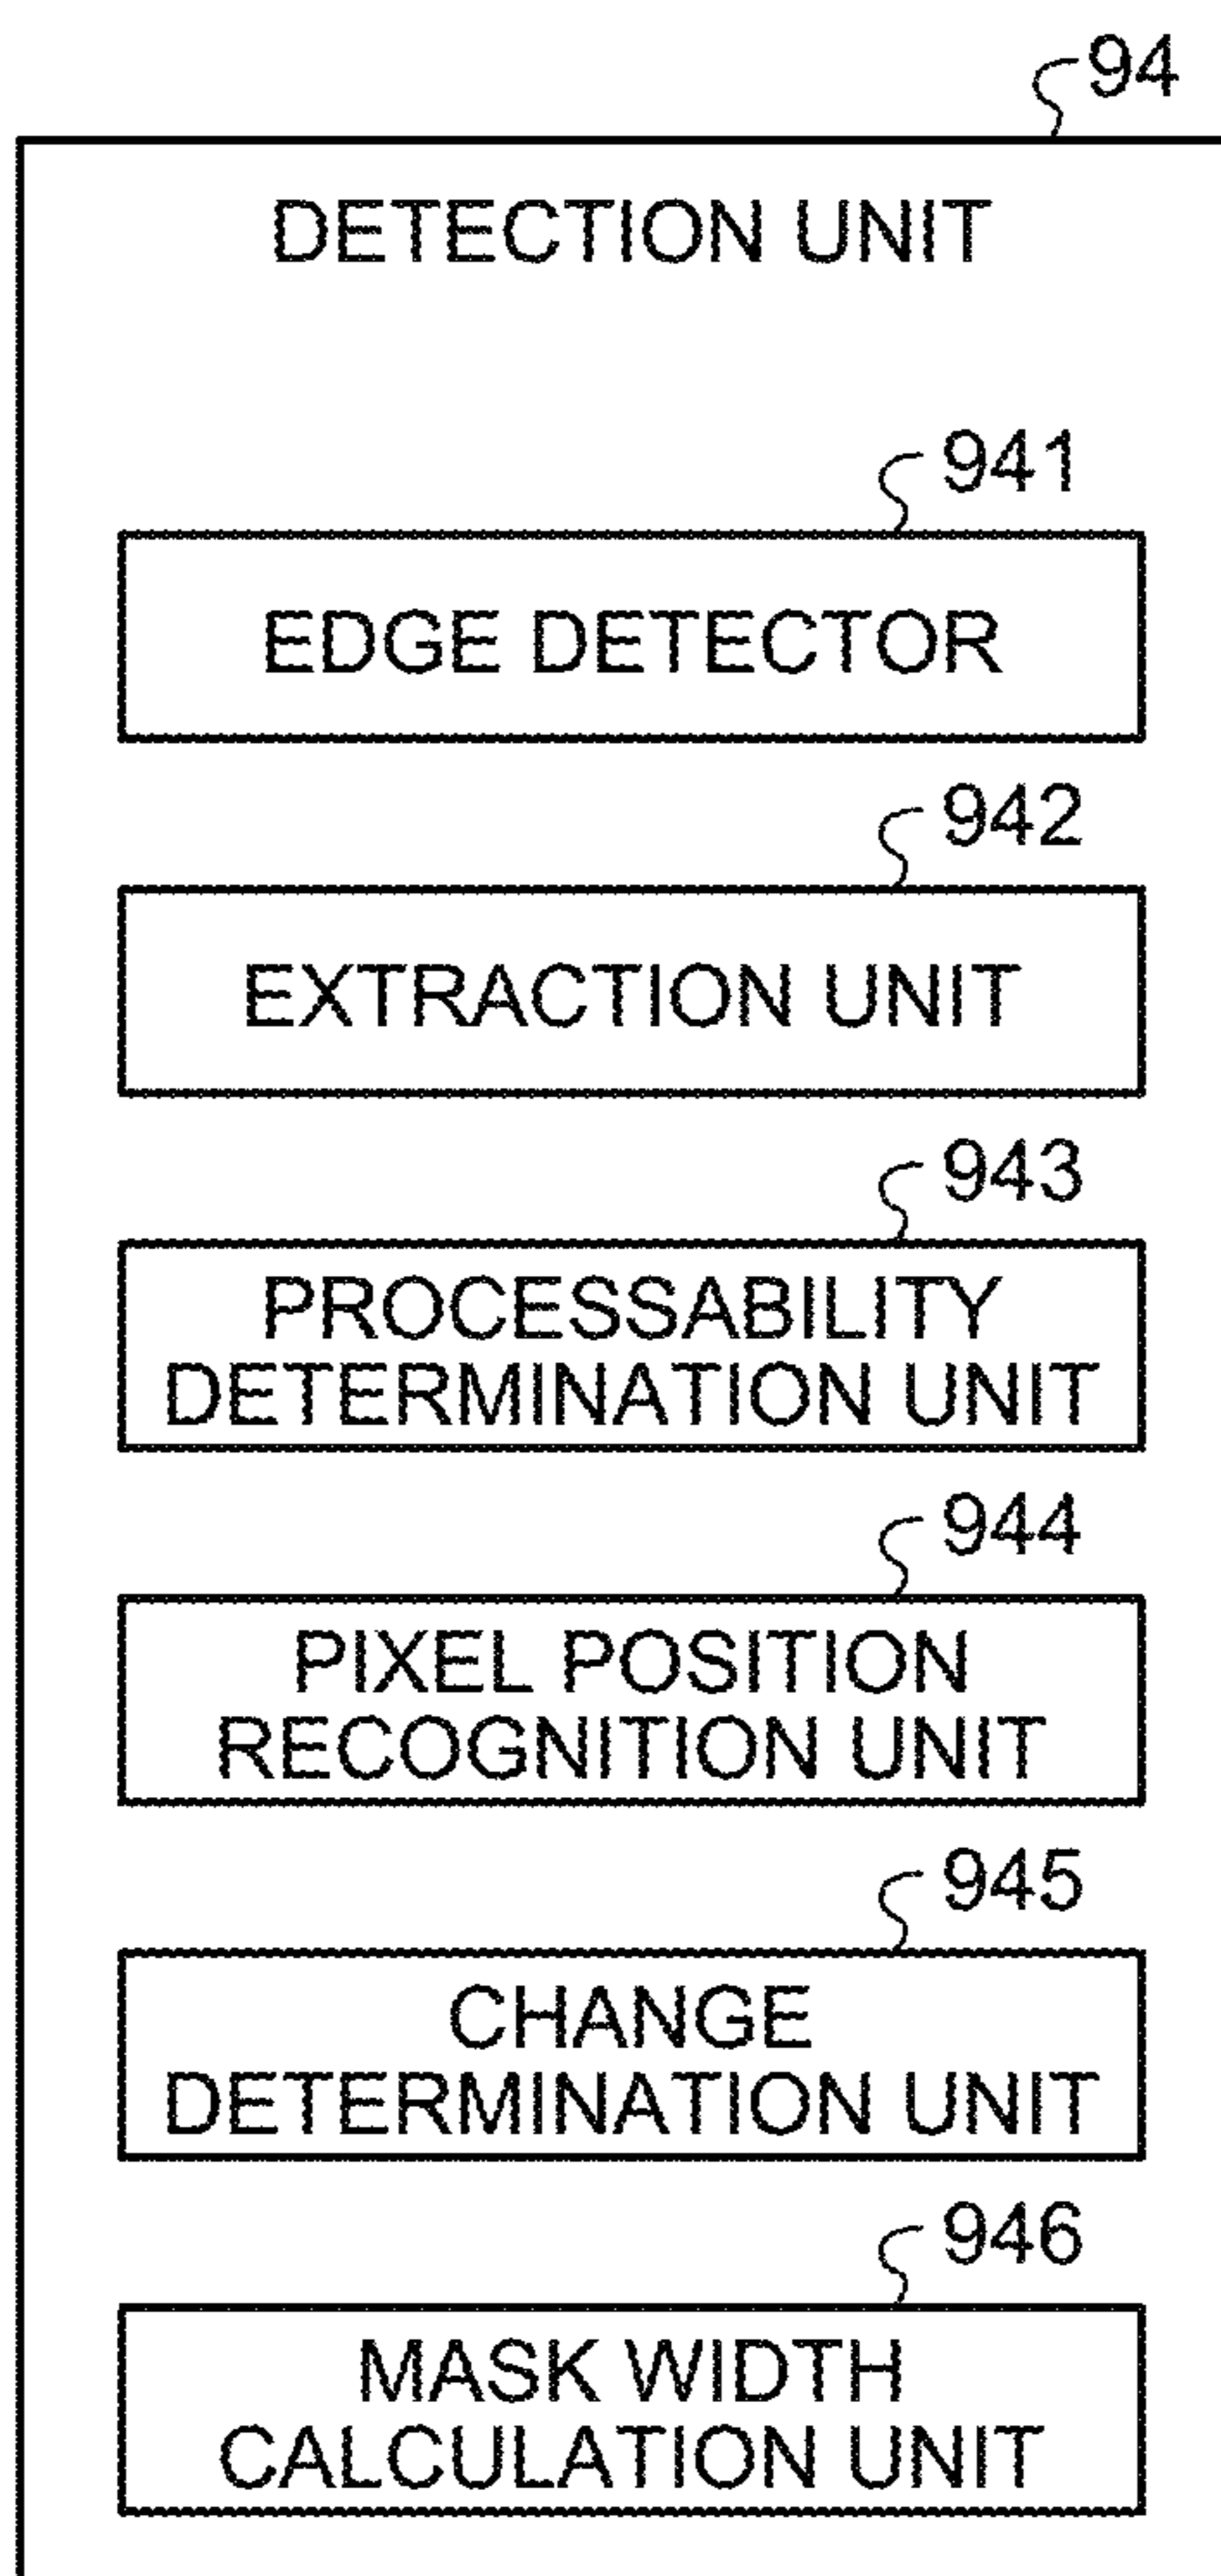 94
DETECTION UNIT
941
EDGE DETECTOR
942
EXTRACTION UNIT
943
PROCESSABILITY
DETERMINATION UNIT
944
PIXEL POSITION
RECOGNITION UNIT
945
CHANGE
DETERMINATION UNIT
946
MASK WIDTH
CALCULATION UNIT